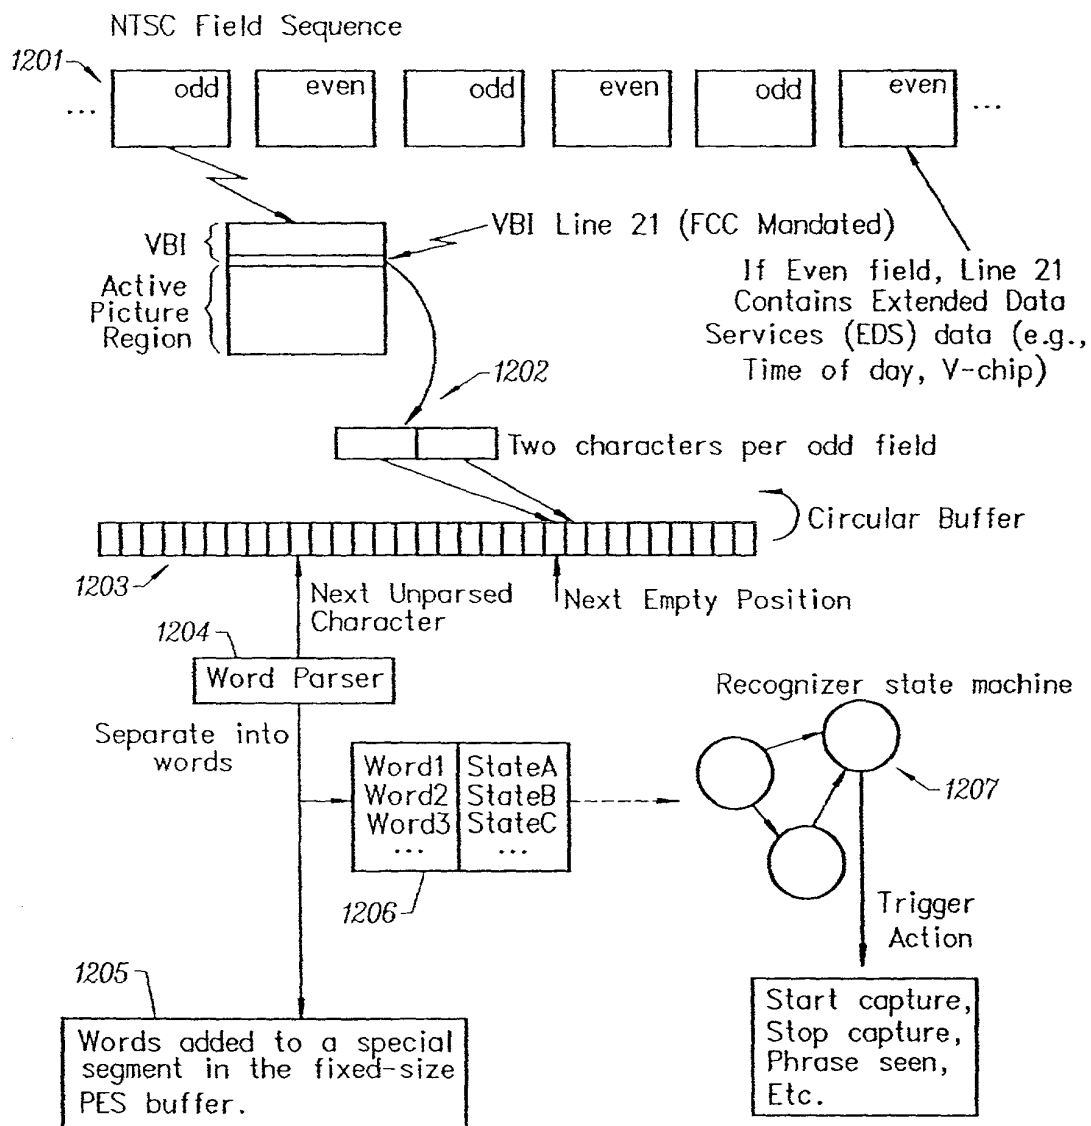 NTSC Field Sequence
1201
... odd even odd even odd even ...
VBI
VBI Line 21 (FCC Mandated)
Active
Picture
Region
If Even field, Line 21
Contains Extended Data
Services (EDS) data (e.g.,
Time of day, V-chip)
1202
Two characters per odd field
Circular Buffer
1203
Next Unparsed
Character
Next Empty Position
1204
Word Parser
Separate into
words
Word1 StateA
Word2 StateB
Word3 StateC
... ...
1206
Recognizer state machine
1207
Trigger
Action
Start capture,
Stop capture,
Phrase seen,
Etc.
1205
Words added to a special
segment in the fixed-size
PES buffer.